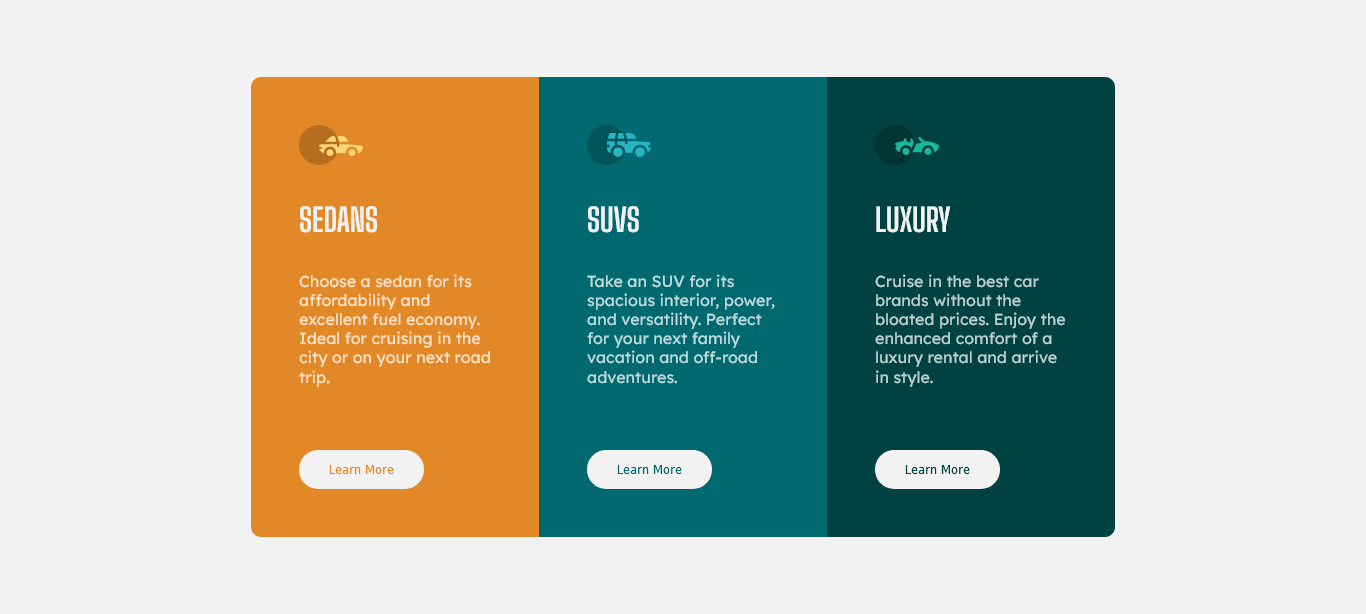 SEDANS
Choose a sedan for its
affordability and
excellent fuel economy.
Ideal for cruising in the
city or on your next road
trip.
Learn More
SUVS
Take an SUV for its
spacious interior, power,
and versatility. Perfect
for your next family
vacation and off-road
adventures.
Learn More
LUXURY
Cruise in the best car
brands without the
bloated prices. Enjoy the
enhanced comfort of a
luxury rental and arrive
in style.
Learn More